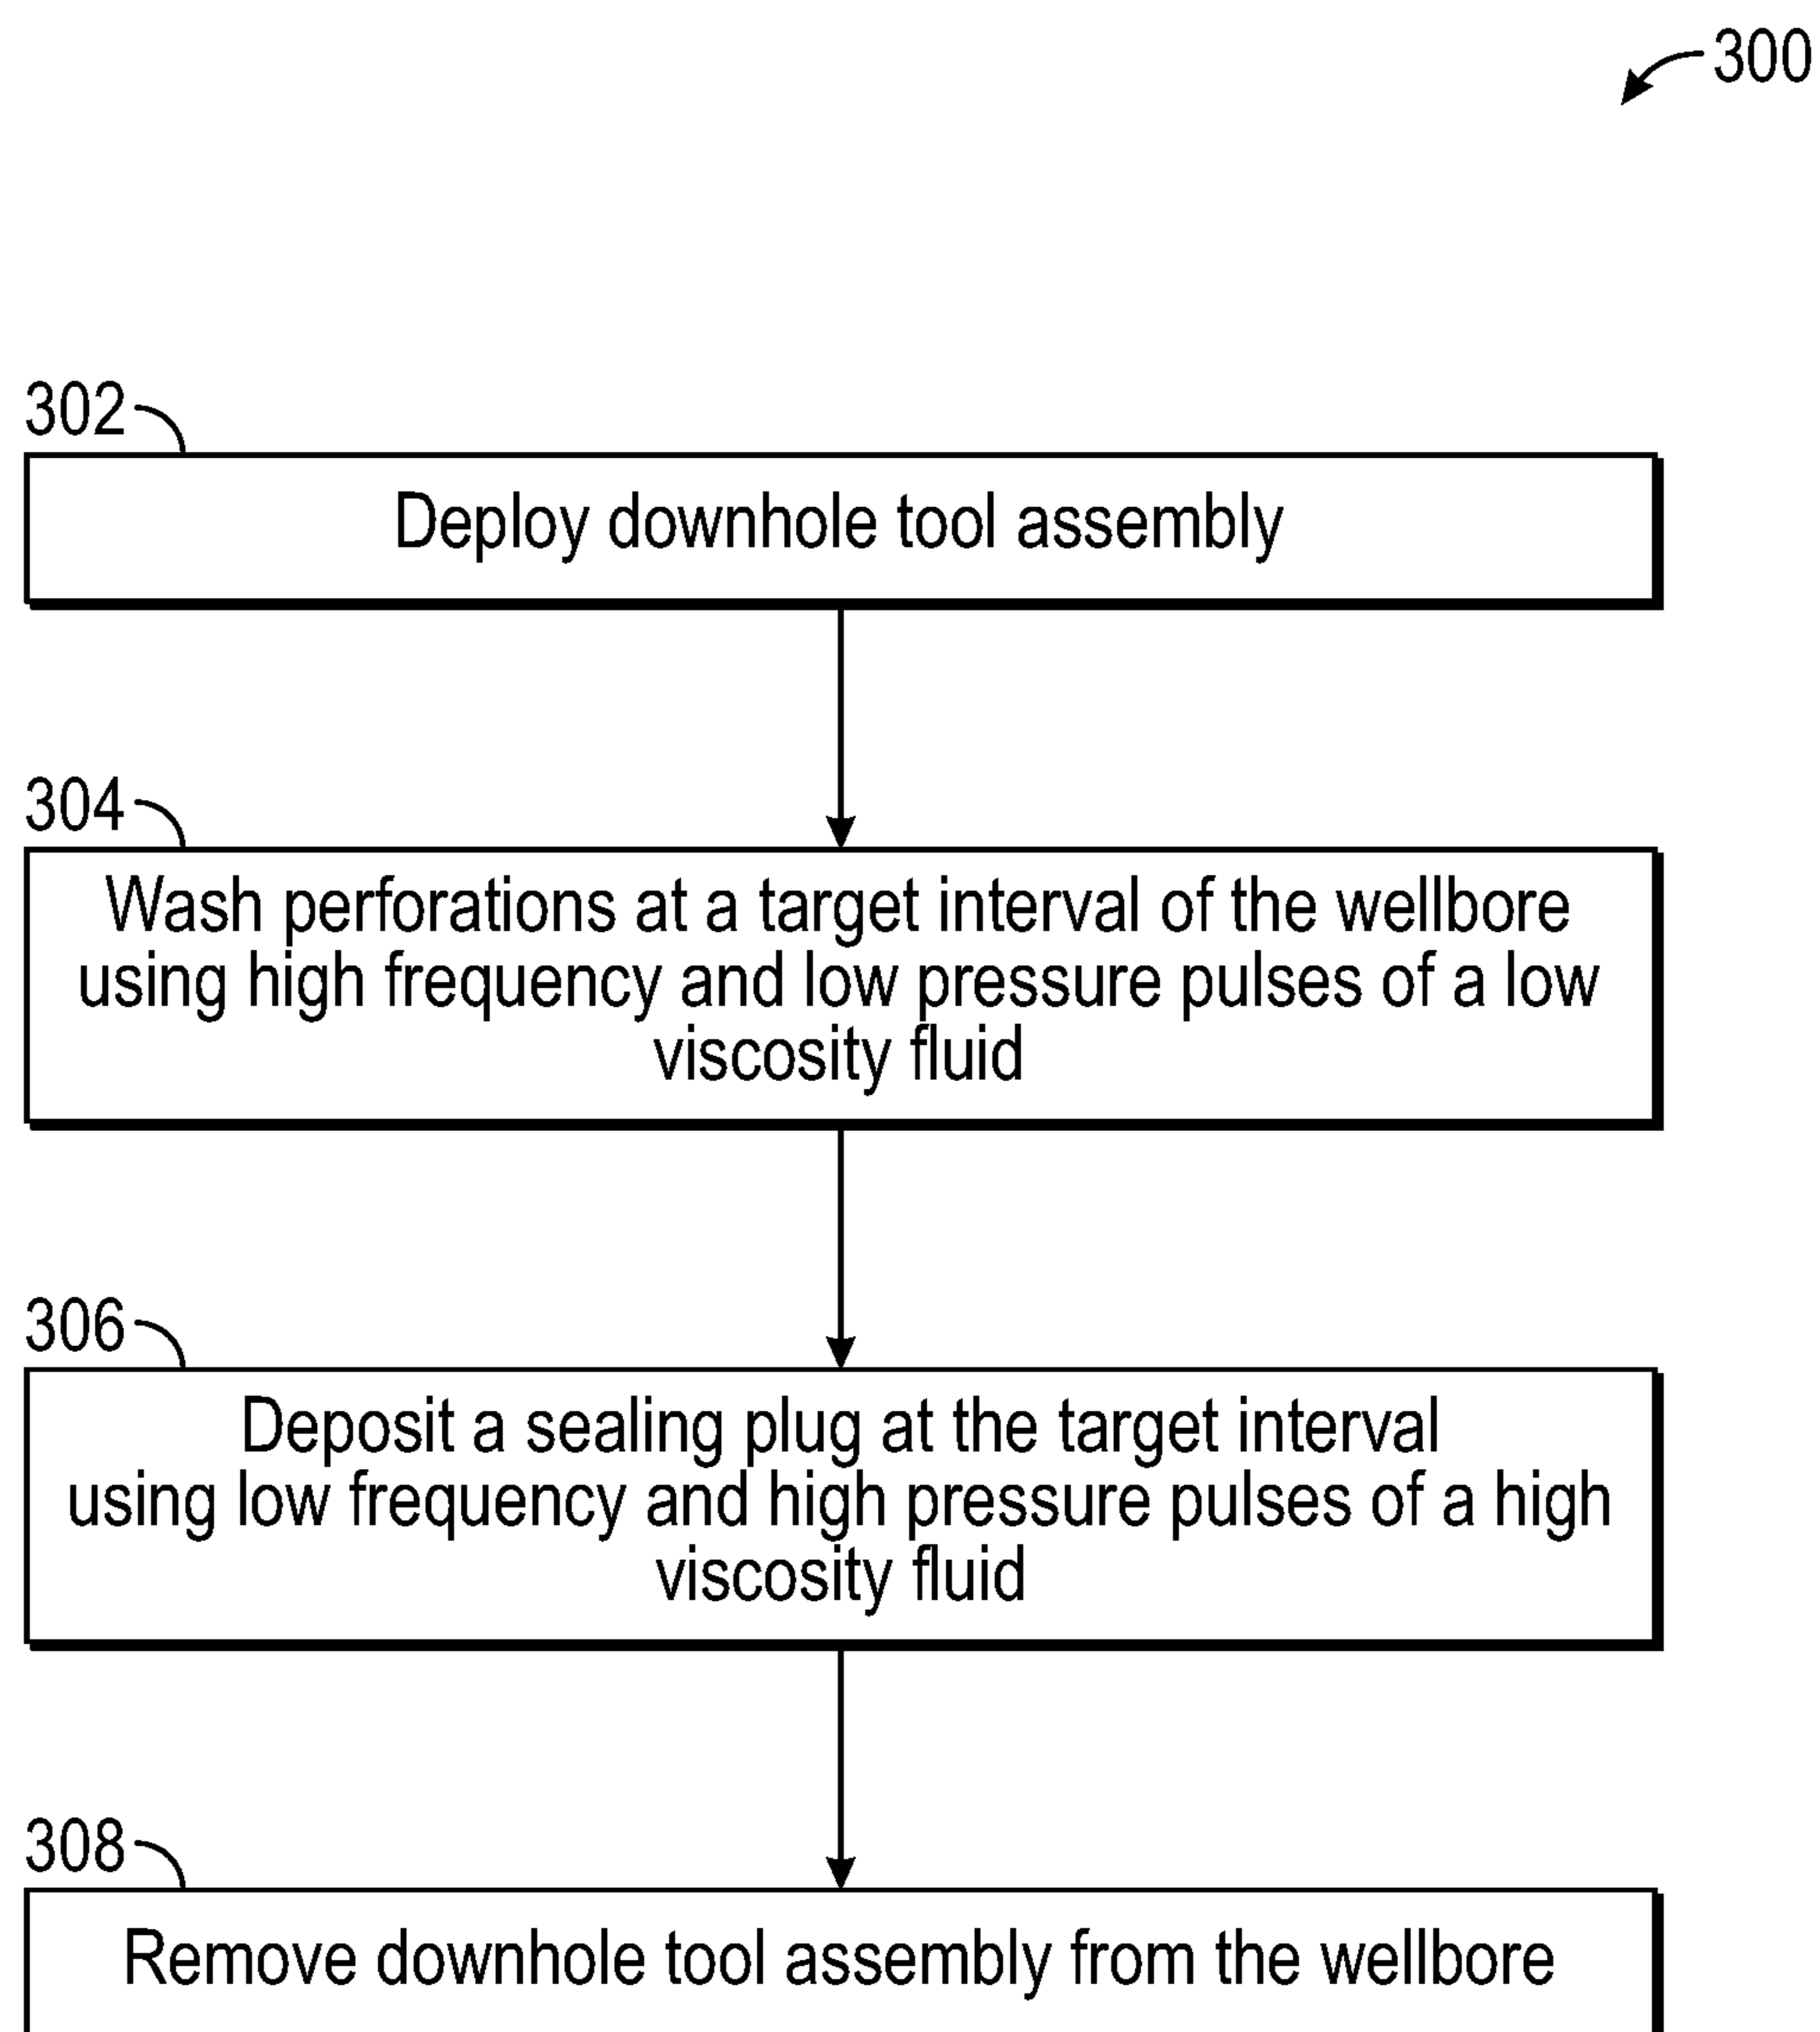 300
302
Deploy downhole tool assembly
304
Wash perforations at a target interval of the wellbore
using high frequency and low pressure pulses of a low
viscosity fluid
306
Deposit a sealing plug at the target interval
using low frequency and high pressure pulses of a high
viscosity fluid
308
Remove downhole tool assembly from the wellbore